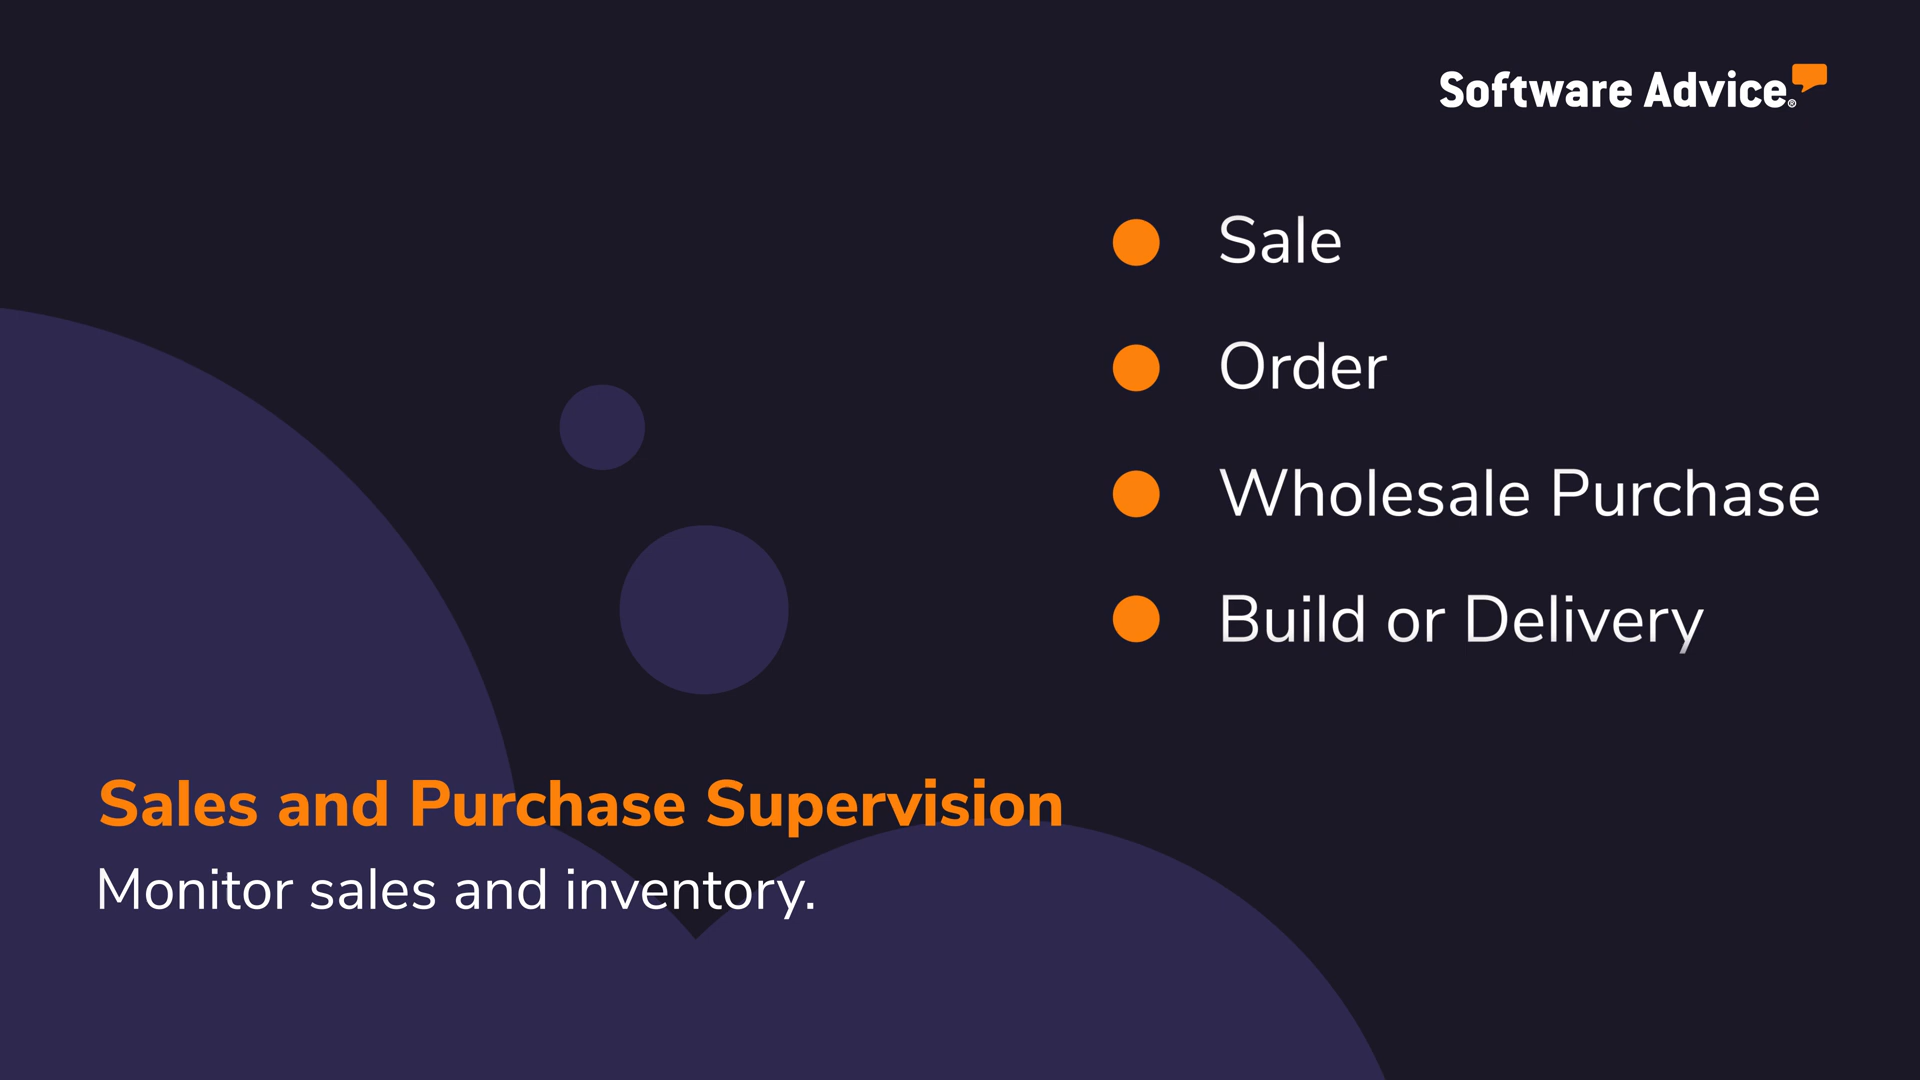 Software Advice®
Sale
Order
Wholesale Purchase
Build or Delivery
Sales and Purchase Supervision
Monitor sales and inventory.